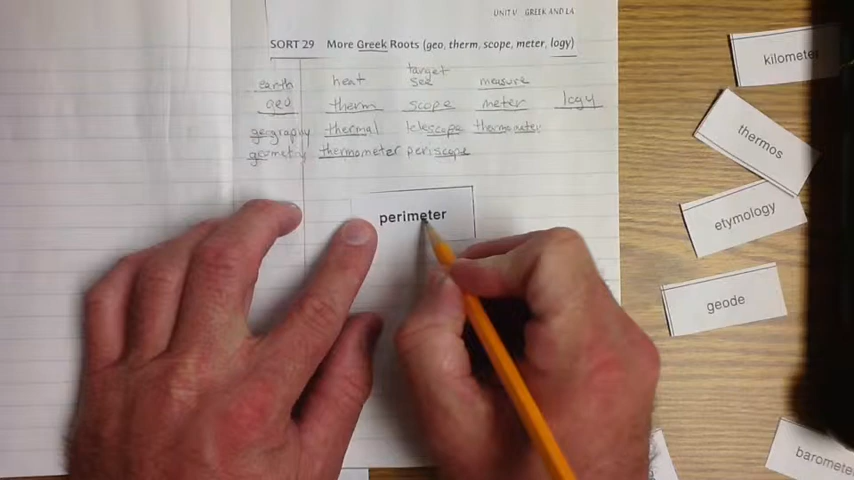 UNIT V GREEK AND LA
SORT 29 More Greek Roots (geo, therm, scope, meter, logy)
earth heat target see measure
geo therm scope meter logy
geography thermal telescope thermometer
geometry thermometer periscope
perimeter
kilometer
thermos
etymology
geode
baromete